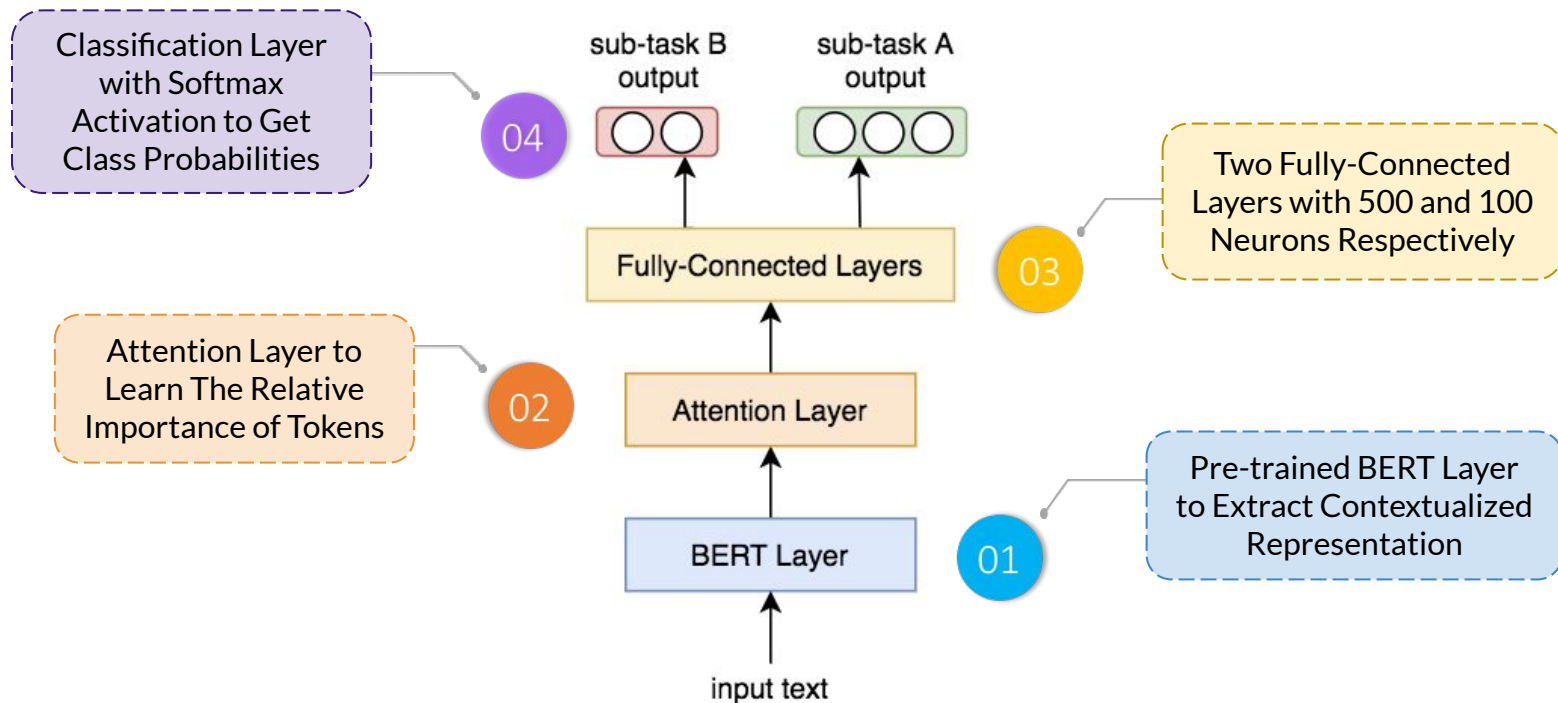 Classification Layer
with Softmax
Activation to Get
Class Probabilities
04
sub-task B
output
sub-task A
output
Two Fully-Connected
Layers with 500 and 100
Neurons Respectively
03
Fully-Connected Layers
Attention Layer to
Learn The Relative
Importance of Tokens
02
Attention Layer
Pre-trained BERT Layer
to Extract Contextualized
Representation
01
BERT Layer
input text